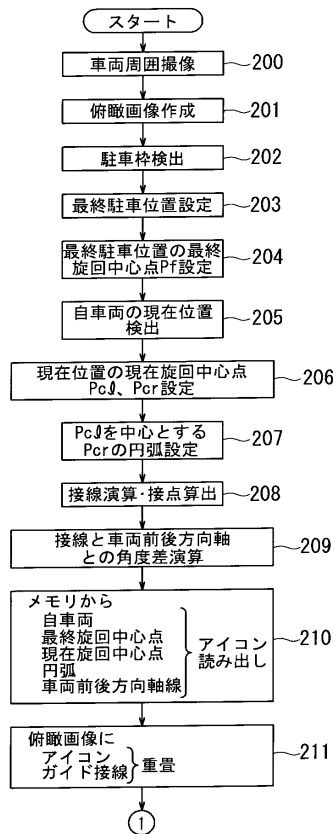 スタート
車両周囲撮像
200
俯瞰画像作成
201
駐車枠検出
202
最終駐車位置設定
203
最終駐車位置の最終
旋回中心点Pf設定
204
自車両の現在位置
検出
205
現在位置の現在旋回中心点
Pcℓ、Pcr設定
206
Pcℓを中心とする
Pcrの円弧設定
207
接線演算・接点算出
208
接線と車両前後方向軸
との角度差演算
209
メモリから
自車両
最終旋回中心点
現在旋回中心点
円弧
車両前後方向軸線
アイコン
読み出し
210
俯瞰画像に
アイコン
ガイド接線
重畳
211
1